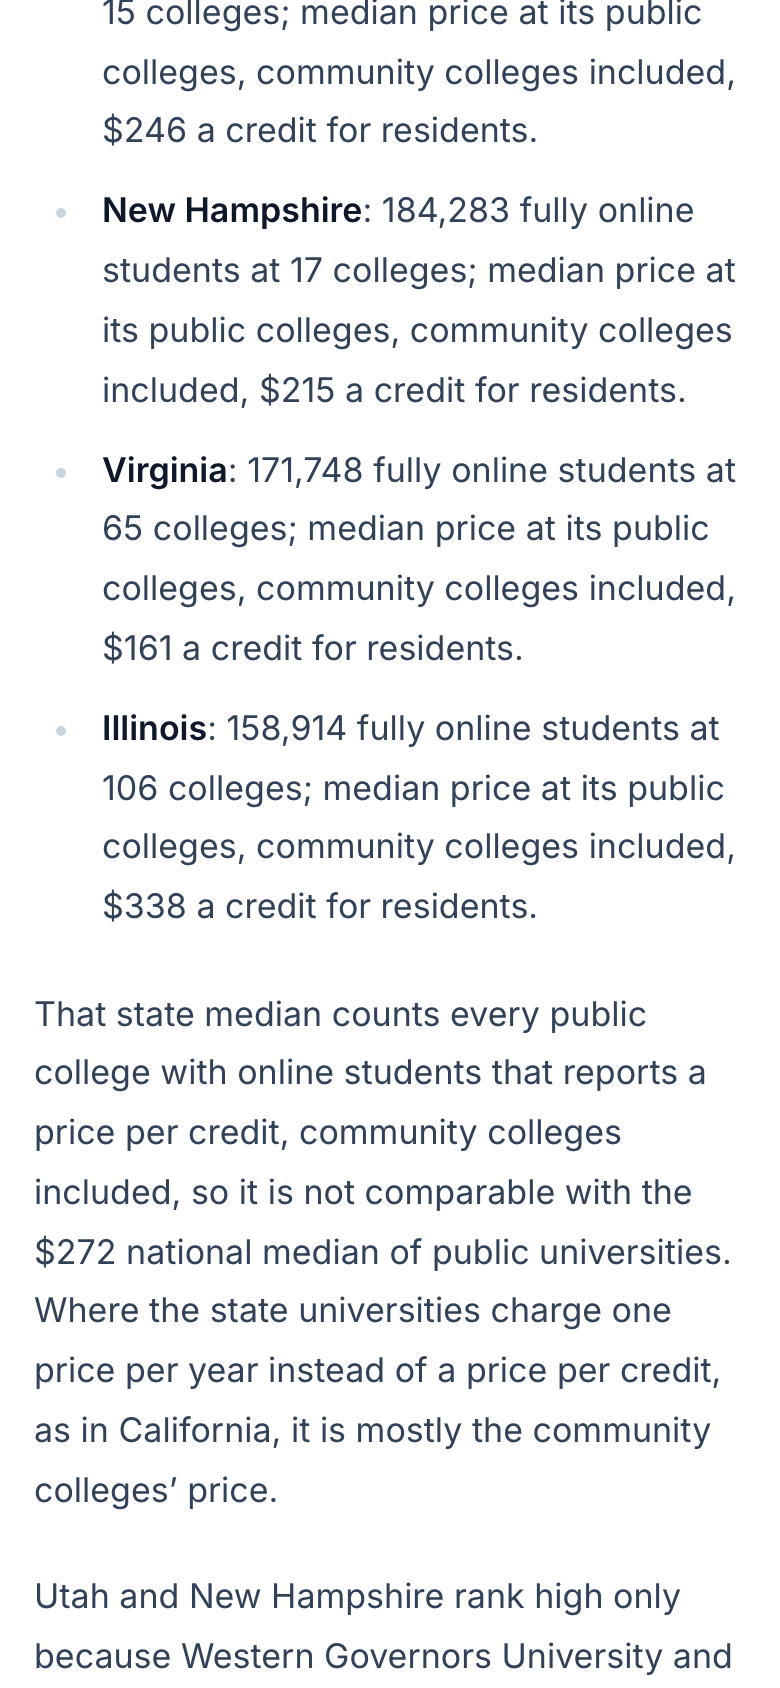 15 colleges; median price at its public
colleges, community colleges included,
$246 a credit for residents.
New Hampshire: 184,283 fully online
students at 17 colleges; median price at
its public colleges, community colleges
included, $215 a credit for residents.
Virginia: 171,748 fully online students at
65 colleges; median price at its public
colleges, community colleges included,
$161 a credit for residents.
Illinois: 158,914 fully online students at
106 colleges; median price at its public
colleges, community colleges included,
$338 a credit for residents.
That state median counts every public
college with online students that reports a
price per credit, community colleges
included, so it is not comparable with the
$272 national median of public universities.
Where the state universities charge one
price per year instead of a price per credit,
as in California, it is mostly the community
colleges’ price.
Utah and New Hampshire rank high only
because Western Governors University and